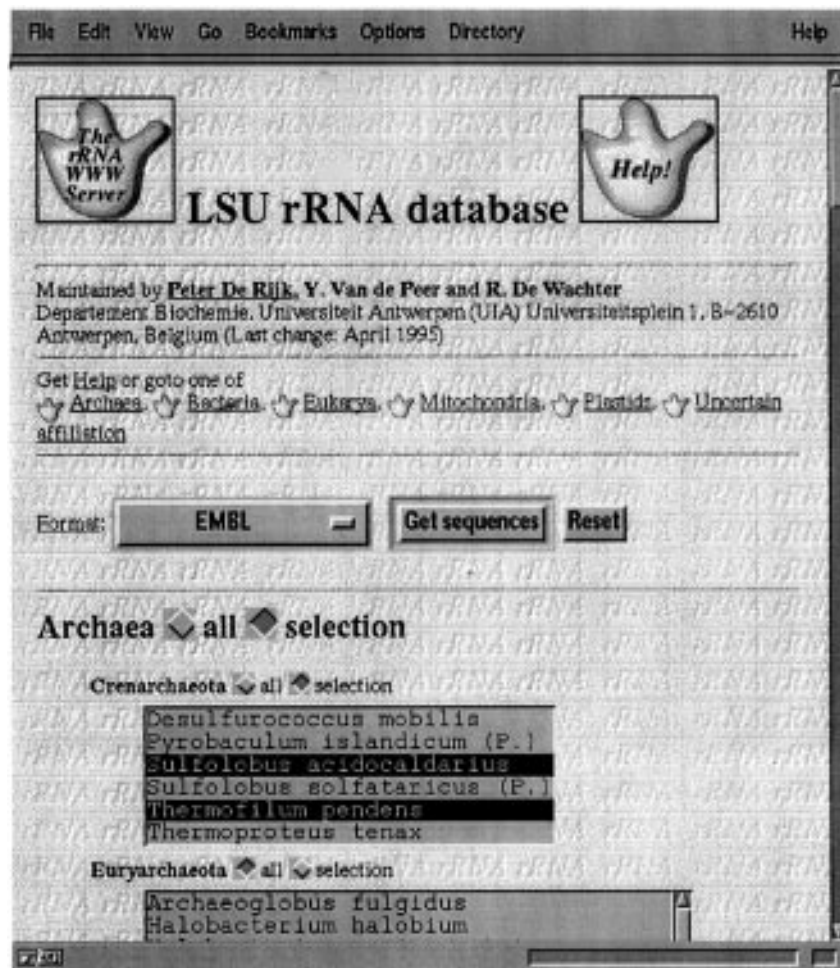 File Edit View Go Bookmarks Options Directory Help
The rRNA WWW Server
LSU rRNA database
Help!
Maintained by Peter De Rijk, Y. Van de Peer and R. De Wachter
Departement Biochemie, Universiteit Antwerpen (UIA) Universiteitsplein 1, B-2610
Antwerpen, Belgium (Last change: April 1995)
Get Help or goto one of
Archaea, Bacteria, Eukarya, Mitochondria, Plastids, Uncertain
affiliation
Format: EMBL Get sequences Reset
Archaea all selection
Crenarchaeota all selection
Desulfurococcus mobilis
Pyrobaculum islandicum (P.)
Sulfolobus acidocaldarius
Sulfolobus solfataricus (P.)
Thermofilum pendens
Thermoproteus tenax
Euryarchaeota all selection
Archaeoglobus fulgidus
Halobacterium halobium